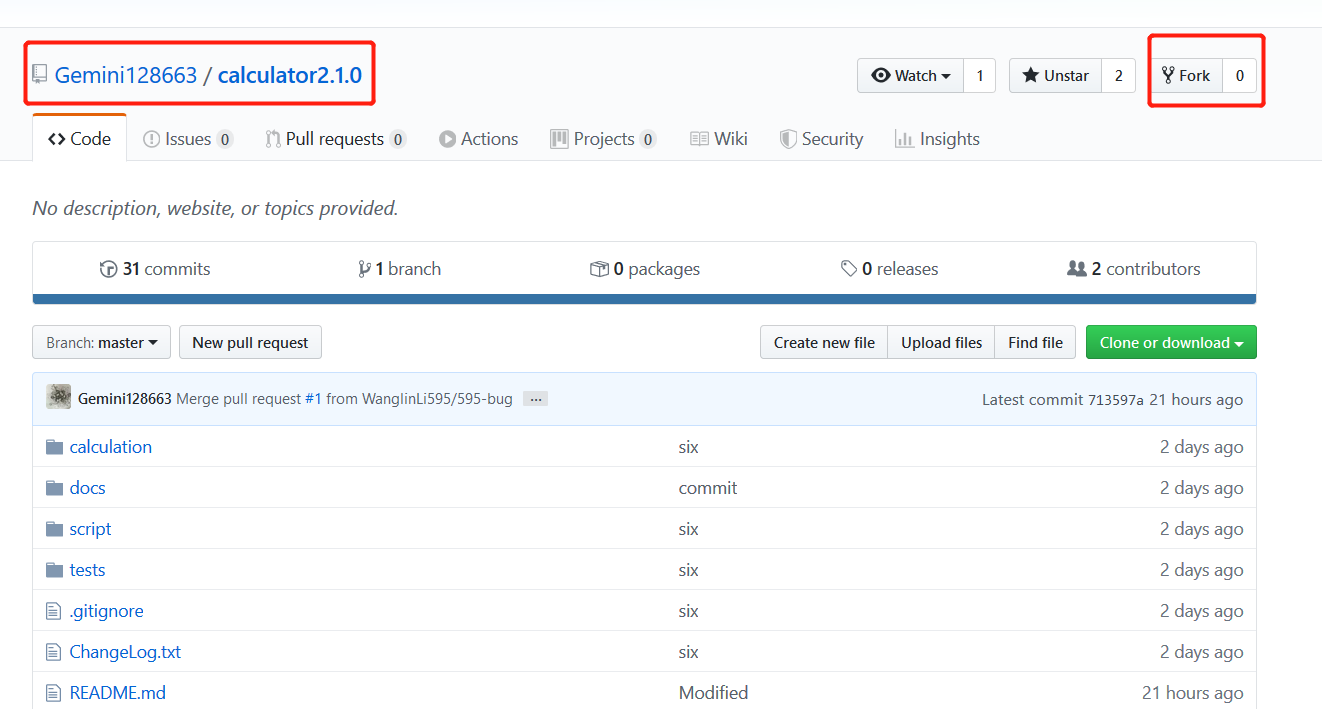 Gemini128663 / calculator2.1.0 Watch 1 Unstar 2 Fork 0
Code Issues 0 Pull requests 0 Actions Projects 0 Wiki Security Insights
No description, website, or topics provided.
31 commits 1 branch 0 packages 0 releases 2 contributors
Branch: master New pull request Create new file Upload files Find file Clone or download
Gemini128663 Merge pull request #1 from WanglinLi595/595-bug ... Latest commit 713597a 21 hours ago
calculation six 2 days ago
docs commit 2 days ago
script six 2 days ago
tests six 2 days ago
.gitignore six 2 days ago
ChangeLog.txt six 2 days ago
README.md Modified 21 hours ago